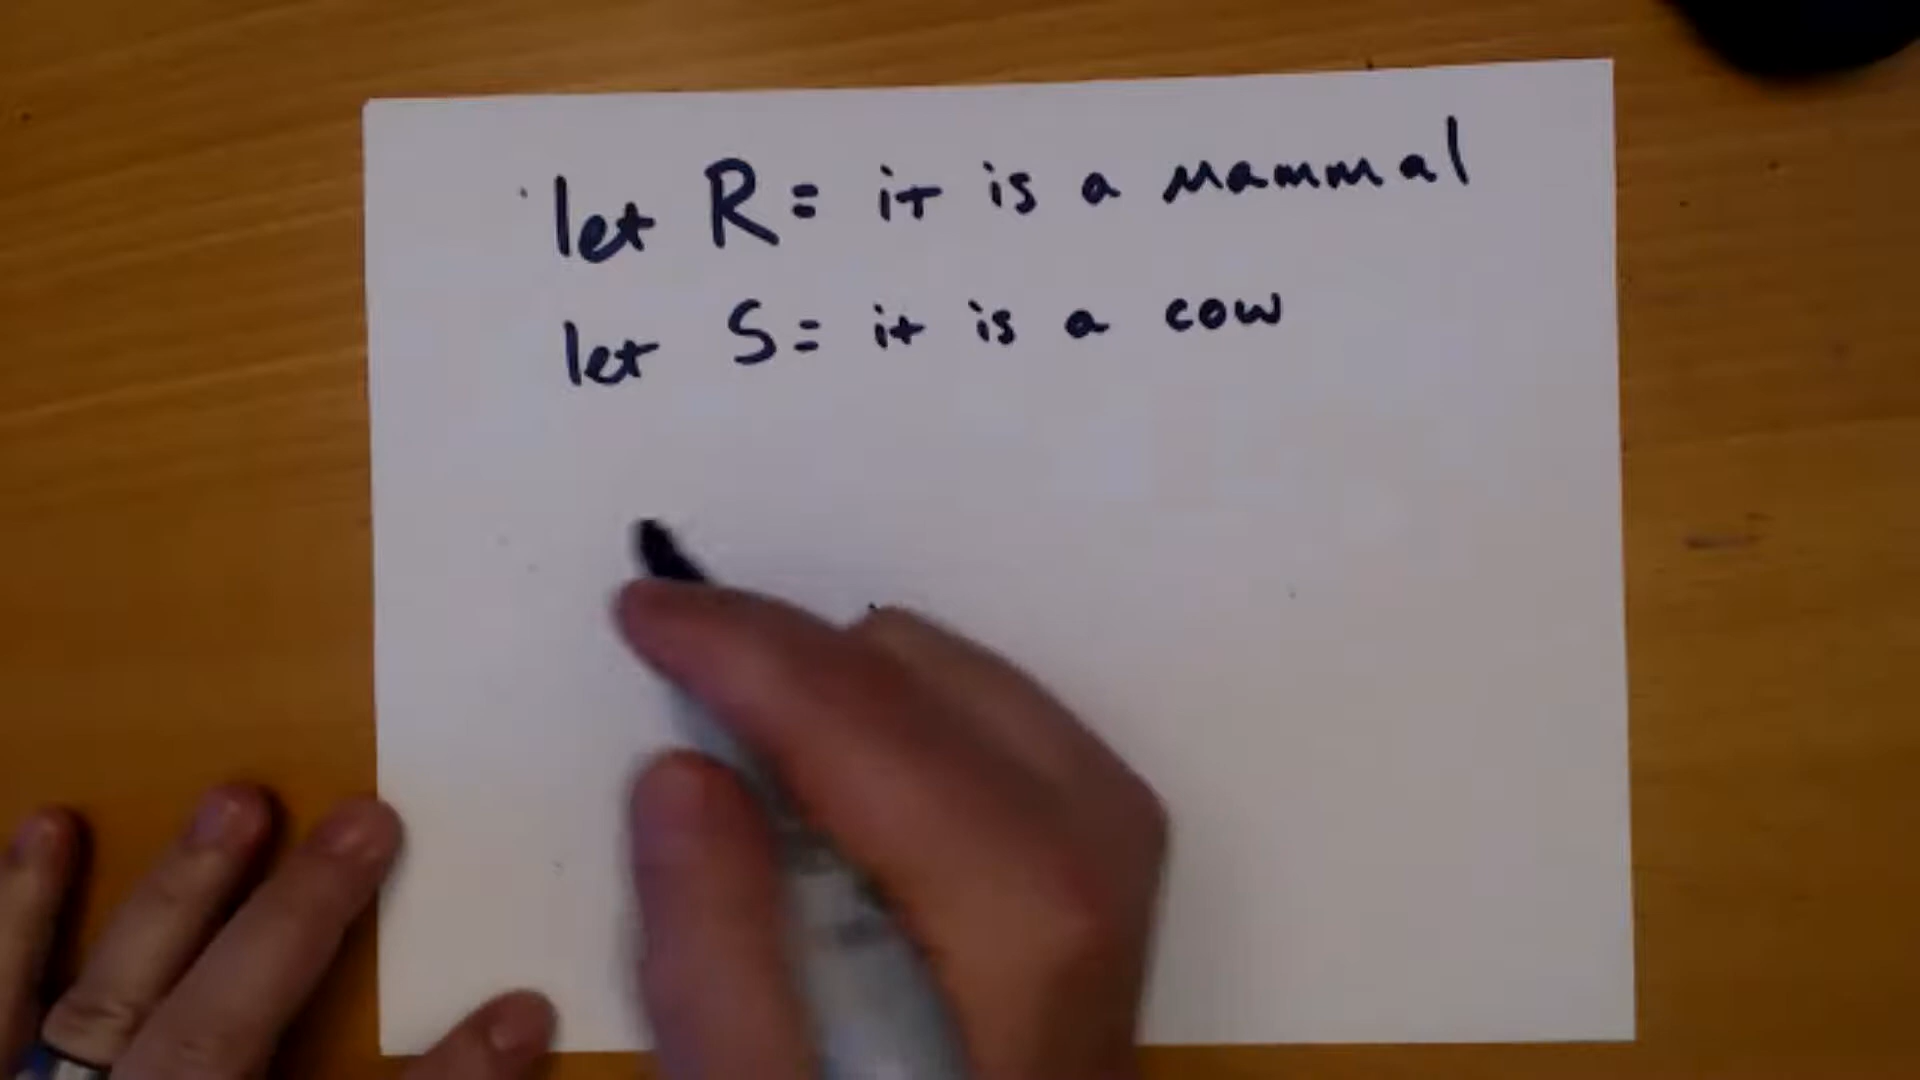 let R = it is a mammal
let S = it is a cow